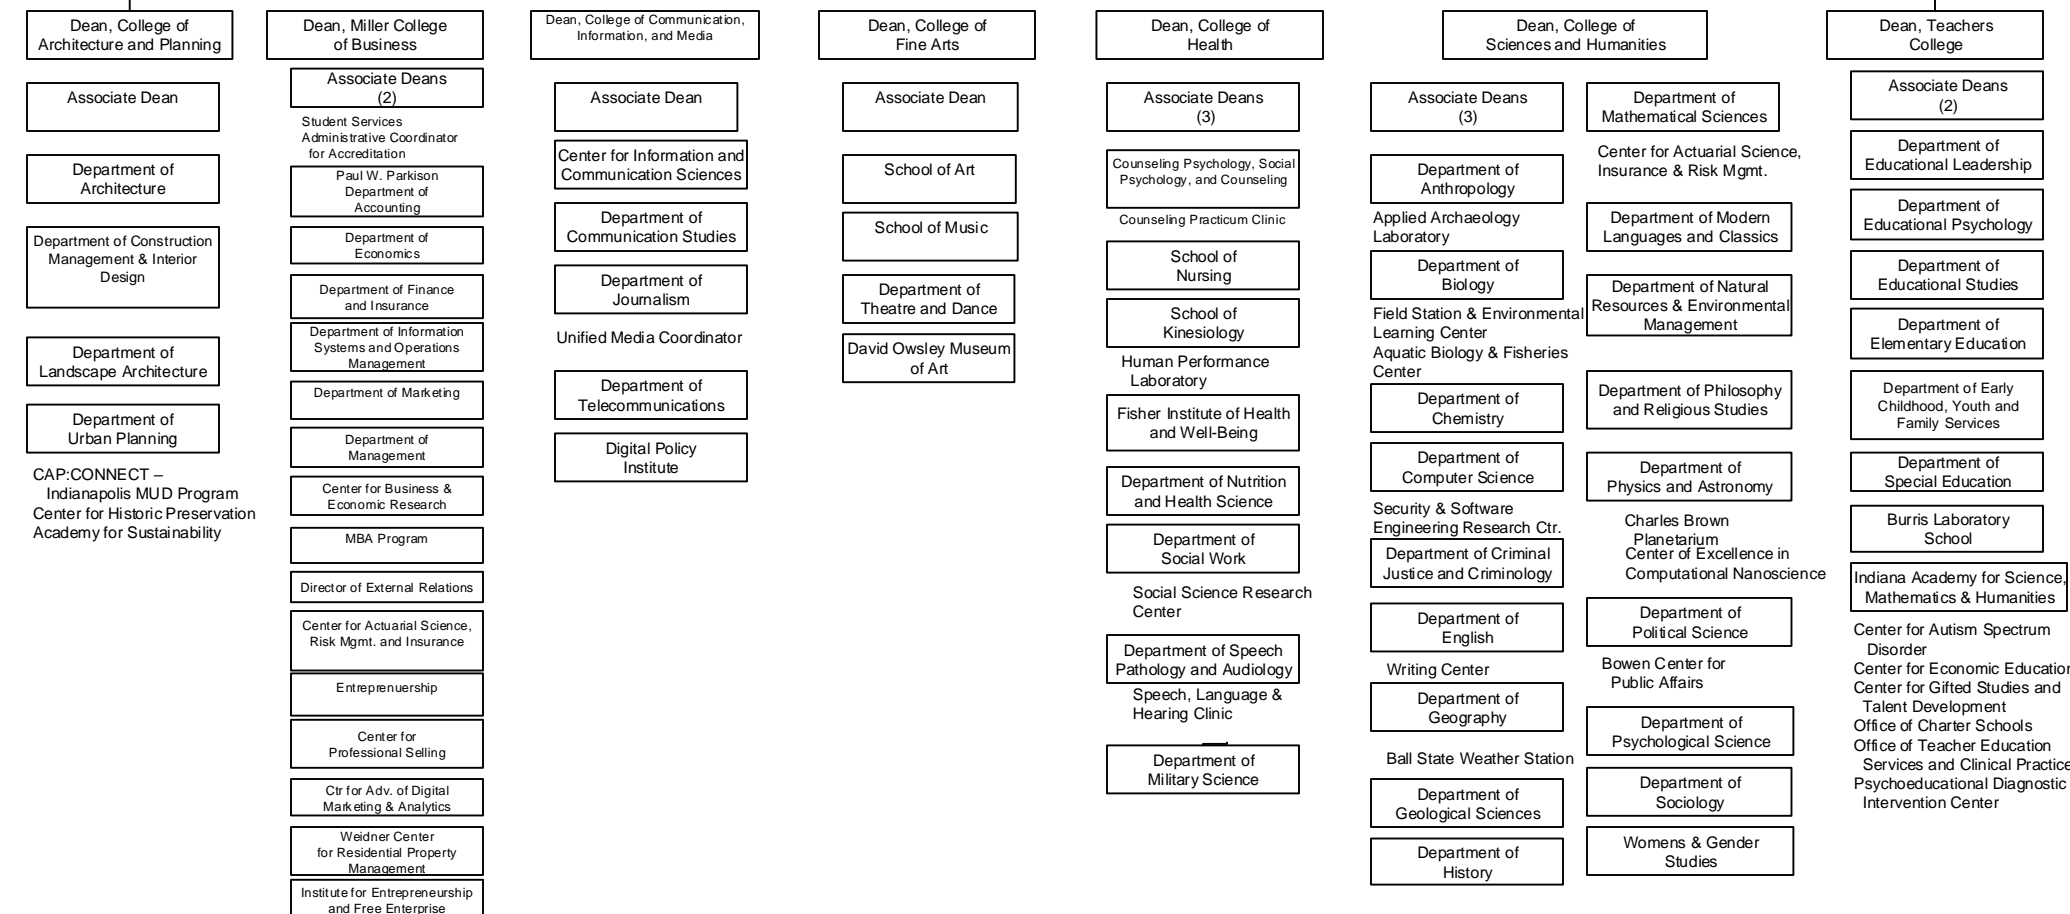 Dean, College of
Architecture and Planning
Associate Dean
Department of
Architecture
Department of Construction
Management & Interior
Design
Department of
Landscape Architecture
Department of
Urban Planning
CAP:CONNECT –
Indianapolis MUD Program
Center for Historic Preservation
Academy for Sustainability
Dean, Miller College
of Business
Associate Deans
(2)
Student Services
Administrative Coordinator
for Accreditation
Paul W. Parkison
Department of
Accounting
Department of
Economics
Department of Finance
and Insurance
Department of Information
Systems and Operations
Management
Department of Marketing
Department of
Management
Center for Business &
Economic Research
MBA Program
Director of External Relations
Center for Actuarial Science,
Risk Mgmt. and Insurance
Entreprenuership
Center for
Professional Selling
Ctr for Adv. of Digital
Marketing & Analytics
Weidner Center
for Residential Property
Management
Institute for Entrepreneurship
and Free Enterprise
Dean, College of Communication,
Information, and Media
Associate Dean
Center for Information and
Communication Sciences
Department of
Communication Studies
Department of
Journalism
Unified Media Coordinator
Department of
Telecommunications
Digital Policy
Institute
Dean, College of
Fine Arts
Associate Dean
School of Art
School of Music
Department of
Theatre and Dance
David Owsley Museum
of Art
Dean, College of
Health
Associate Deans
(3)
Counseling Psychology, Social
Psychology, and Counseling
Counseling Practicum Clinic
School of
Nursing
School of
Kinesiology
Human Performance
Laboratory
Fisher Institute of Health
and Well-Being
Department of Nutrition
and Health Science
Department of
Social Work
Social Science Research
Center
Department of Speech
Pathology and Audiology
Speech, Language &
Hearing Clinic
Department of
Military Science
Dean, College of
Sciences and Humanities
Associate Deans
(3)
Department of
Anthropology
Applied Archaeology
Laboratory
Department of
Biology
Field Station & Environmental
Learning Center
Aquatic Biology & Fisheries
Center
Department of
Chemistry
Department of
Computer Science
Security & Software
Engineering Research Ctr.
Department of Criminal
Justice and Criminology
Department of
English
Writing Center
Department of
Geography
Ball State Weather Station
Department of
Geological Sciences
Department of
History
Department of
Mathematical Sciences
Center for Actuarial Science,
Insurance & Risk Mgmt.
Department of Modern
Languages and Classics
Department of Natural
Resources & Environmental
Management
Department of Philosophy
and Religious Studies
Department of
Physics and Astronomy
Charles Brown
Planetarium
Center of Excellence in
Computational Nanoscience
Department of
Political Science
Bowen Center for
Public Affairs
Department of
Psychological Science
Department of
Sociology
Womens & Gender
Studies
Dean, Teachers
College
Associate Deans
(2)
Department of
Educational Leadership
Department of
Educational Psychology
Department of
Educational Studies
Department of
Elementary Education
Department of Early
Childhood, Youth and
Family Services
Department of
Special Education
Burris Laboratory
School
Indiana Academy for Science,
Mathematics & Humanities
Center for Autism Spectrum
Disorder
Center for Economic Education
Center for Gifted Studies and
Talent Development
Office of Charter Schools
Office of Teacher Education
Services and Clinical Practice
Psychoeducational Diagnostic
Intervention Center